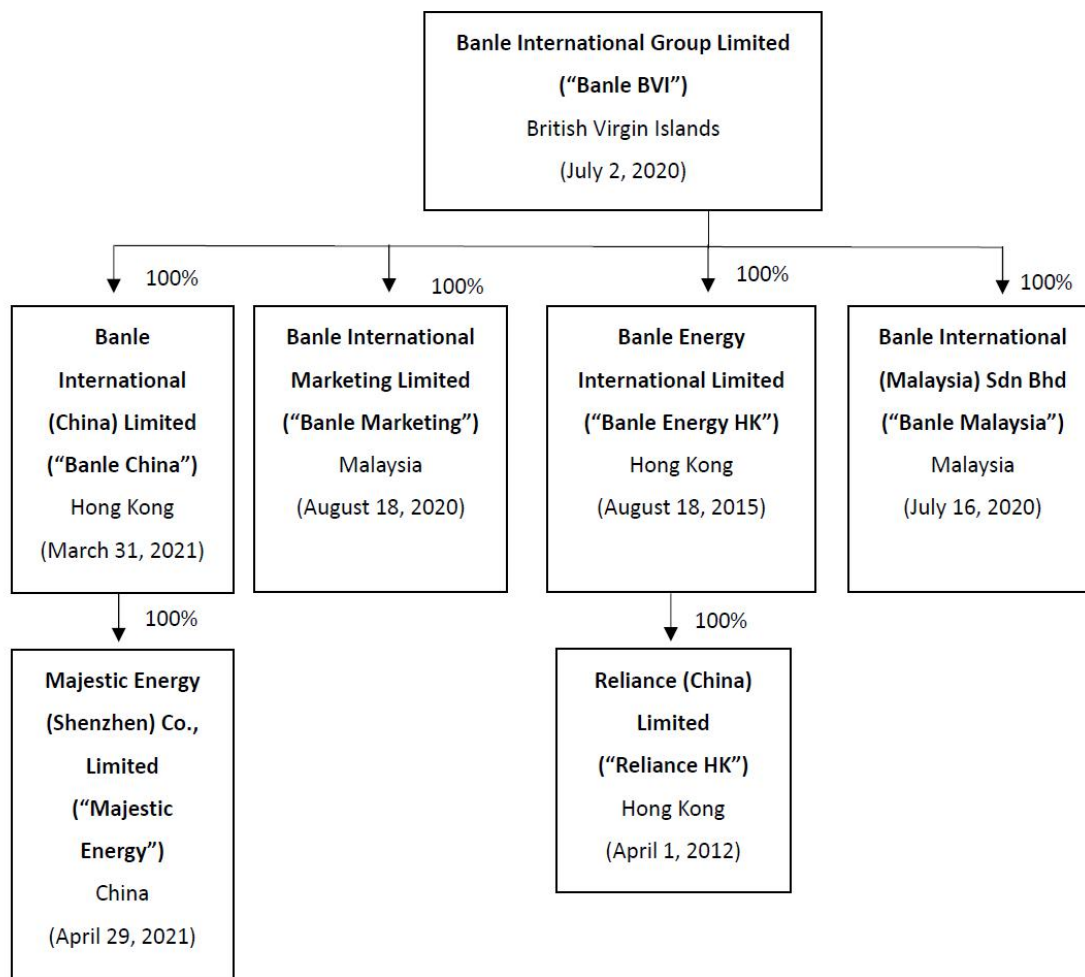 Banle International Group Limited
(“Banle BVI”)
British Virgin Islands
(July 2, 2020)
100%
100%
100%
100%
Banle
International
(China) Limited
(“Banle China”)
Hong Kong
(March 31, 2021)
Banle International
Marketing Limited
(“Banle Marketing”)
Malaysia
(August 18, 2020)
Banle Energy
International Limited
(“Banle Energy HK”)
Hong Kong
(August 18, 2015)
Banle International
(Malaysia) Sdn Bhd
(“Banle Malaysia”)
Malaysia
(July 16, 2020)
100%
100%
Majestic Energy
(Shenzhen) Co.,
Limited
(“Majestic
Energy”)
China
(April 29, 2021)
Reliance (China)
Limited
(“Reliance HK”)
Hong Kong
(April 1, 2012)